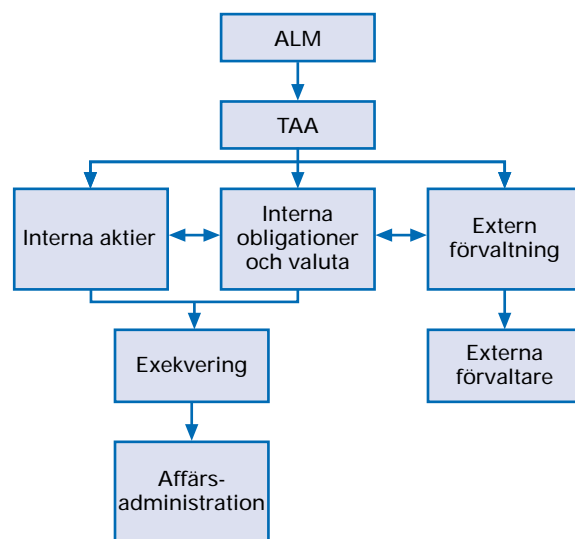 ALM
TAA
Interna aktier
Interna
obligationer
och valuta
Extern
förvaltning
Exekvering
Externa
förvaltare
Affärs-
administration